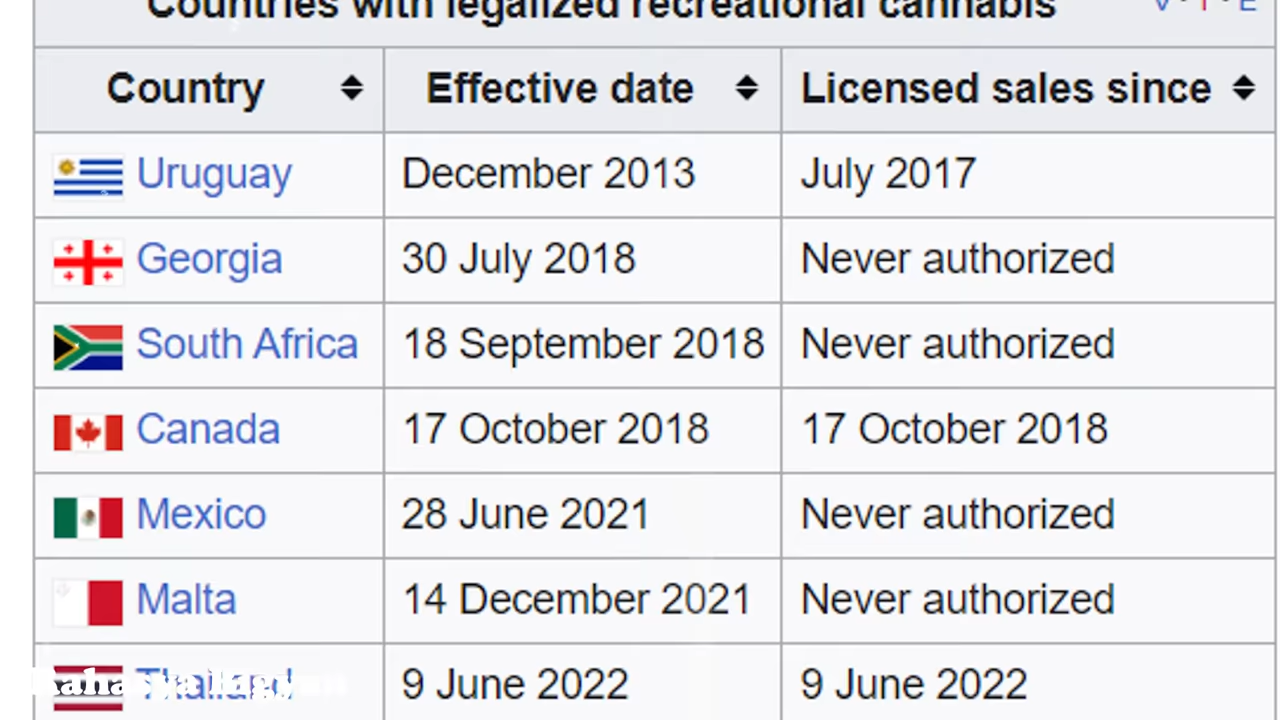 Countries with legalized recreational cannabis V · T · E
Country Effective date Licensed sales since
Uruguay December 2013 July 2017
Georgia 30 July 2018 Never authorized
South Africa 18 September 2018 Never authorized
Canada 17 October 2018 17 October 2018
Mexico 28 June 2021 Never authorized
Malta 14 December 2021 Never authorized
Thailand 9 June 2022 9 June 2022